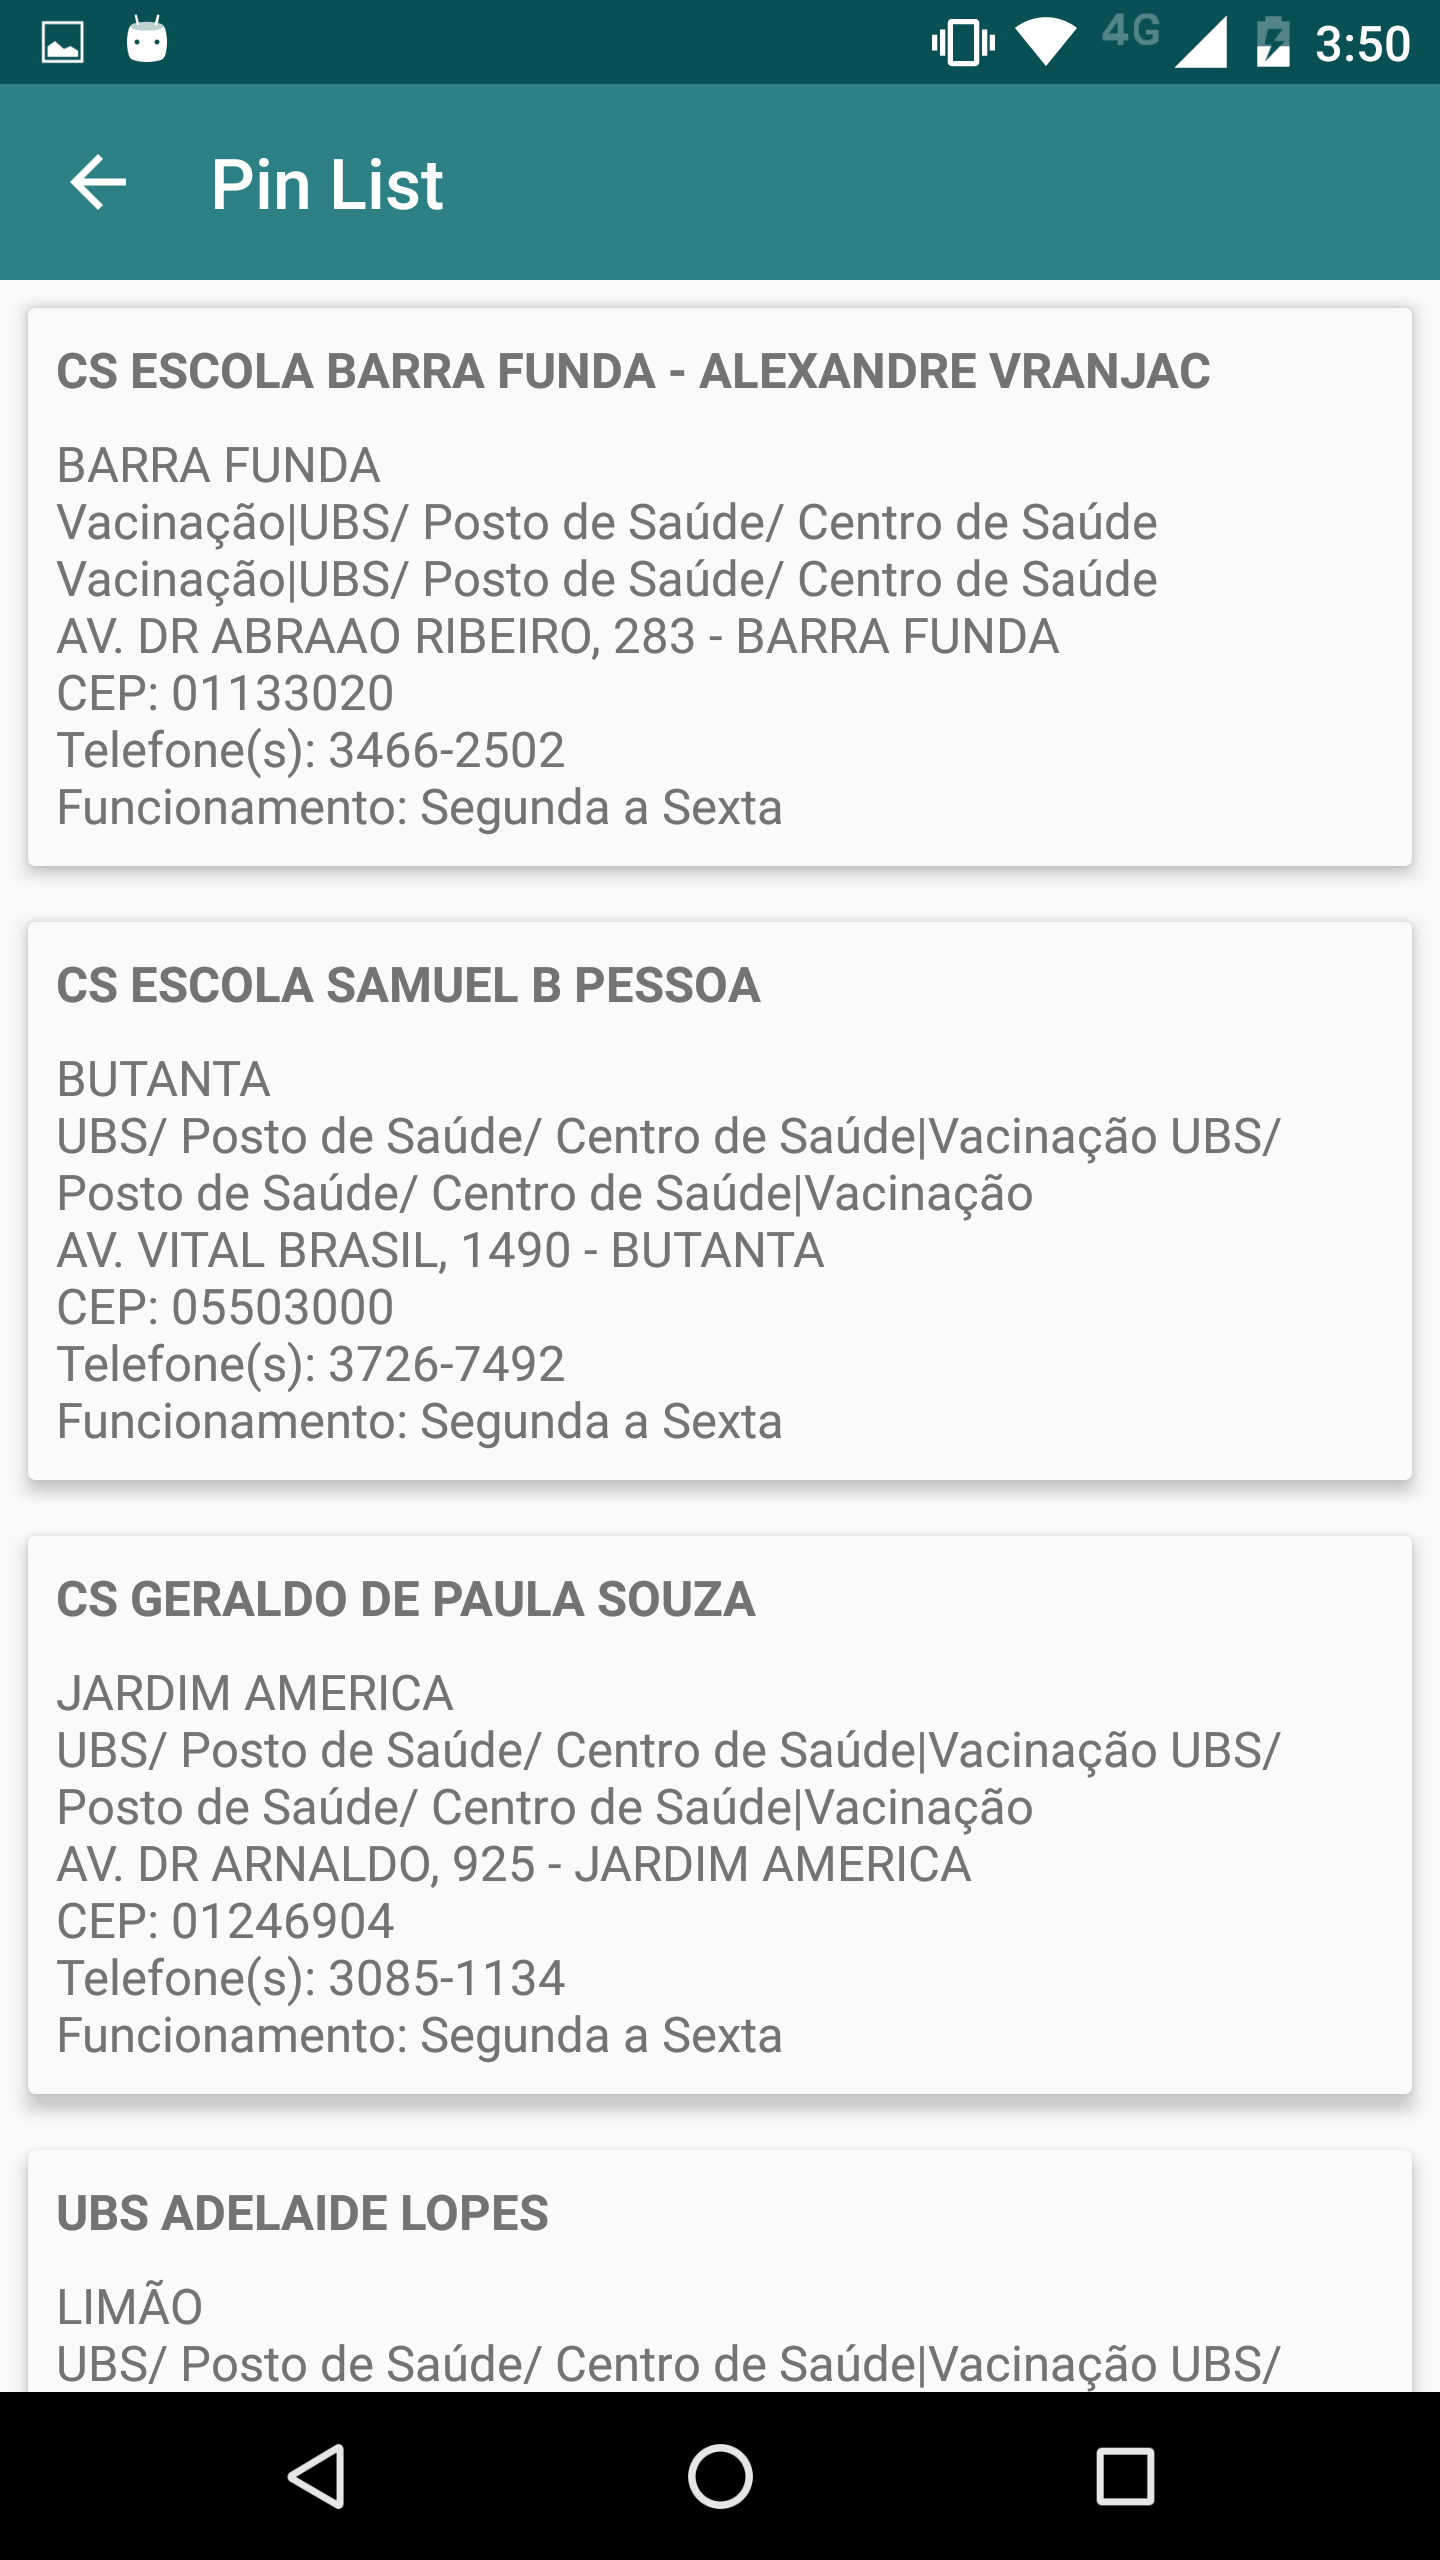 4G 3:50
Pin List
CS ESCOLA BARRA FUNDA - ALEXANDRE VRANJAC
BARRA FUNDA
Vacinação|UBS/ Posto de Saúde/ Centro de Saúde
Vacinação|UBS/ Posto de Saúde/ Centro de Saúde
AV. DR ABRAAO RIBEIRO, 283 - BARRA FUNDA
CEP: 01133020
Telefone(s): 3466-2502
Funcionamento: Segunda a Sexta
CS ESCOLA SAMUEL B PESSOA
BUTANTA
UBS/ Posto de Saúde/ Centro de Saúde|Vacinação UBS/
Posto de Saúde/ Centro de Saúde|Vacinação
AV. VITAL BRASIL, 1490 - BUTANTA
CEP: 05503000
Telefone(s): 3726-7492
Funcionamento: Segunda a Sexta
CS GERALDO DE PAULA SOUZA
JARDIM AMERICA
UBS/ Posto de Saúde/ Centro de Saúde|Vacinação UBS/
Posto de Saúde/ Centro de Saúde|Vacinação
AV. DR ARNALDO, 925 - JARDIM AMERICA
CEP: 01246904
Telefone(s): 3085-1134
Funcionamento: Segunda a Sexta
UBS ADELAIDE LOPES
LIMÃO
UBS/ Posto de Saúde/ Centro de Saúde|Vacinação UBS/